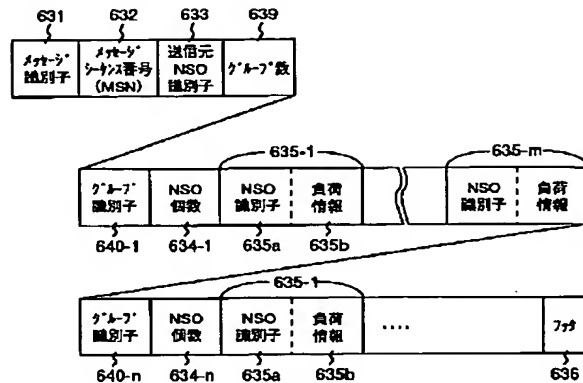 631 632 633 639
メッセージ 識別子
メッセージ シーケンス番号 (MSN)
送信元 NSO 識別子
グループ数
635-1 635-m
グループ 識別子
NSO 個数
NSO 識別子
負荷 情報
NSO 識別子
負荷 情報
640-1 634-1 635a 635b
635-1
グループ 識別子
NSO 個数
NSO 識別子
負荷 情報
....
フッタ
640-n 634-n 635a 635b 636